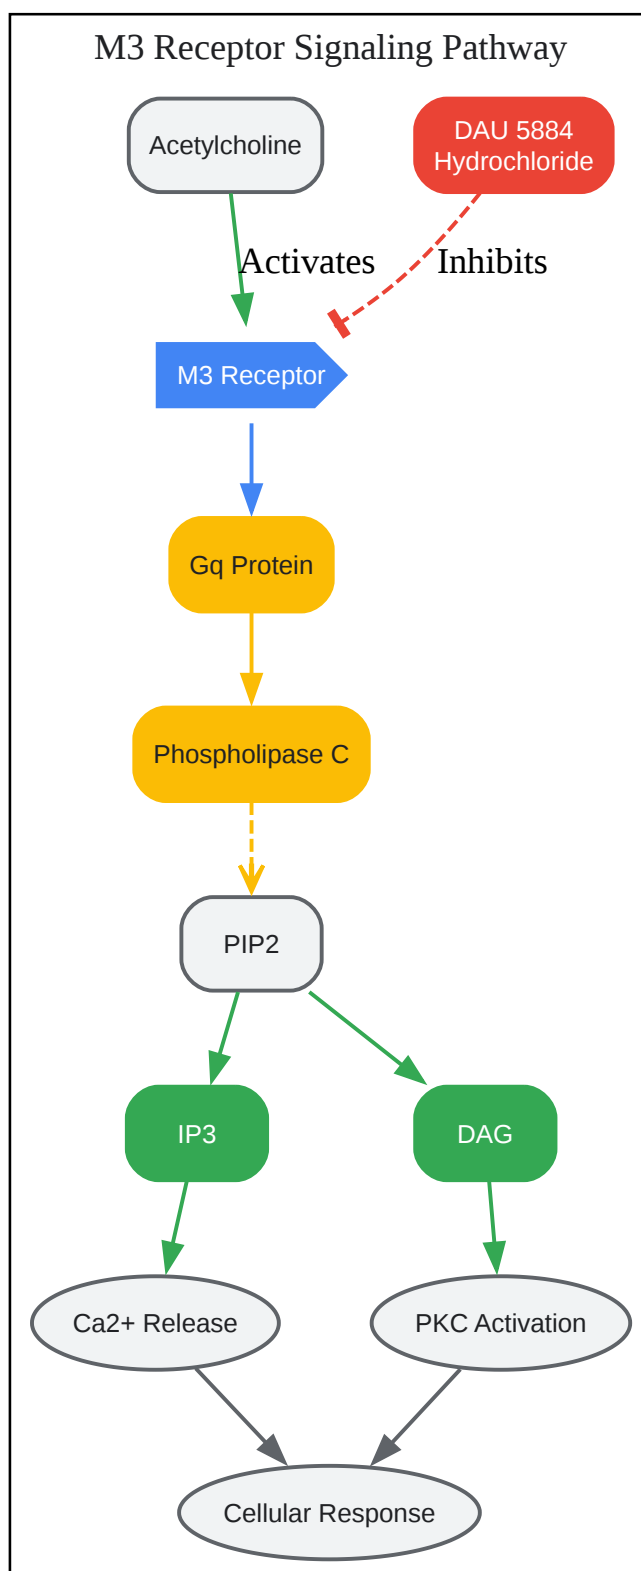 M3 Receptor Signaling Pathway
Acetylcholine
DAU 5884
Hydrochloride
Activates
Inhibits
M3 Receptor
Gq Protein
Phospholipase C
PIP2
IP3
DAG
Ca2+ Release
PKC Activation
Cellular Response